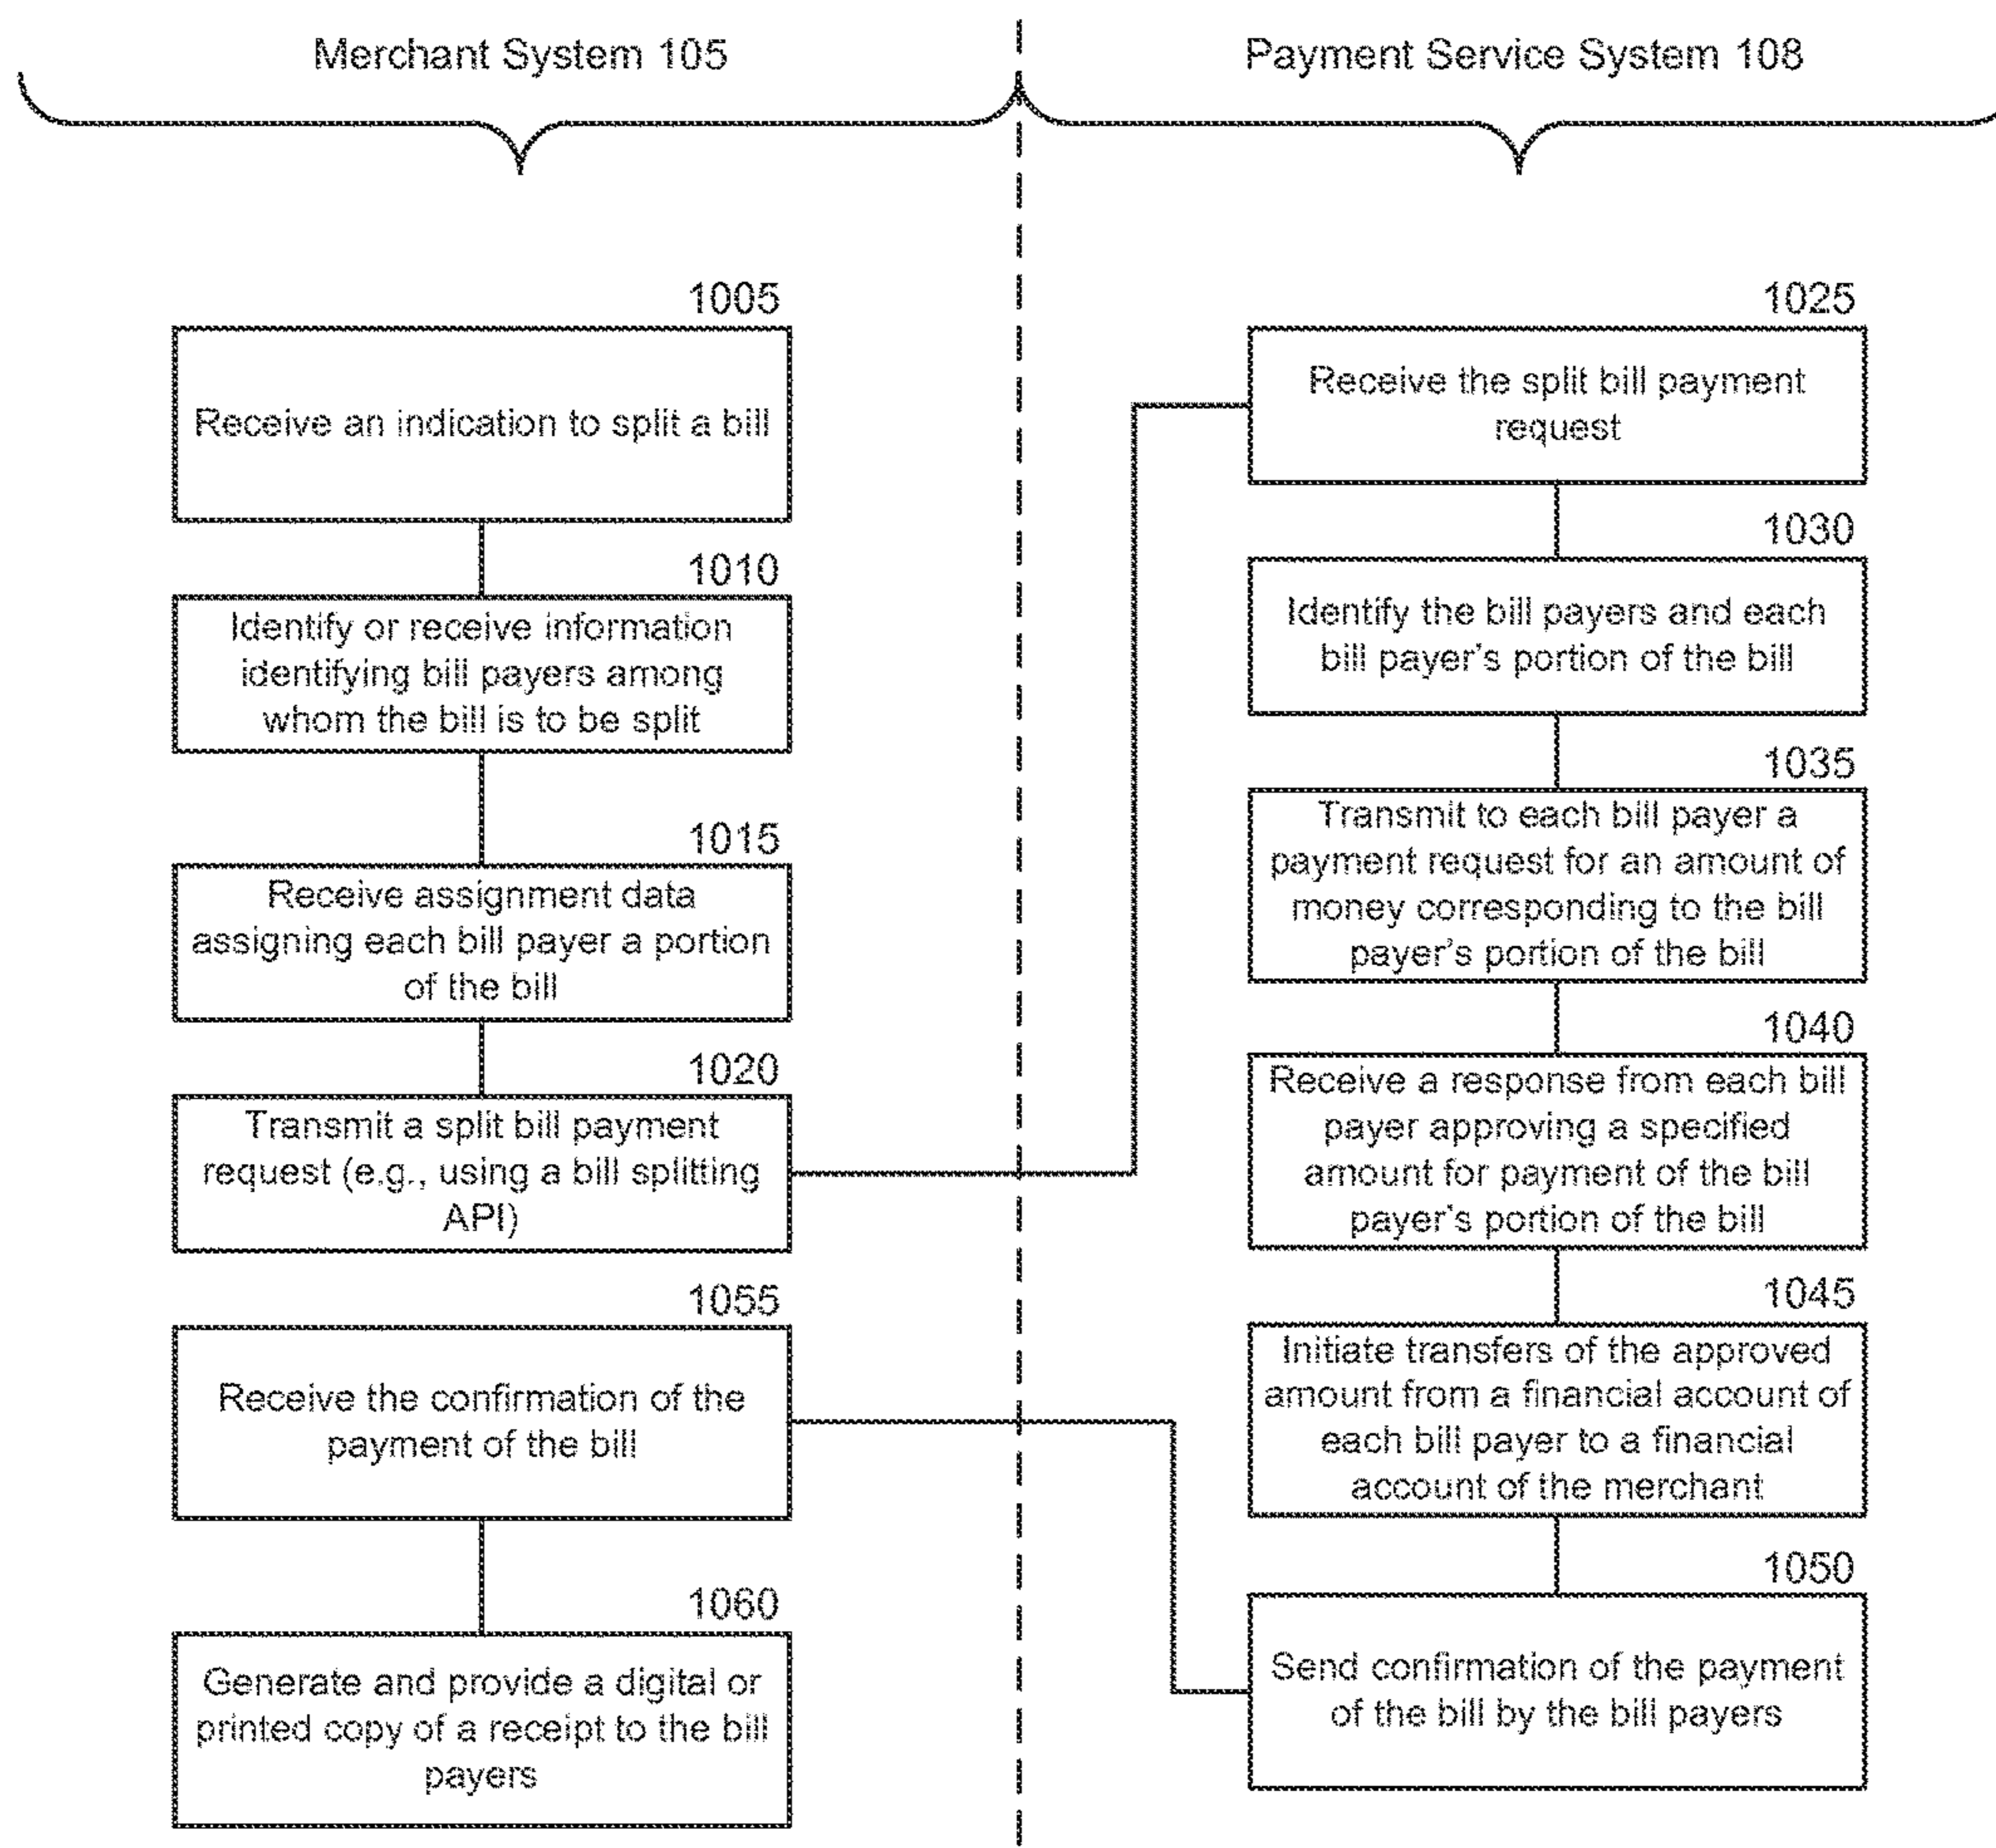 Merchant System 105
Payment Service System 108
1005
Receive an indication to split a bill
1010
Identify or receive information
identifying bill payers among
whom the bill is to be split
1015
Receive assignment data
assigning each bill payer a portion
of the bill
1020
Transmit a split bill payment
request (e.g., using a bill splitting
API)
1055
Receive the confirmation of the
payment of the bill
1060
Generate and provide a digital or
printed copy of a receipt to the bill
payers
1025
Receive the split bill payment
request
1030
Identify the bill payers and each
bill payer's portion of the bill
1035
Transmit to each bill payer a
payment request for an amount of
money corresponding to the bill
payer's portion of the bill
1040
Receive a response from each bill
payer approving a specified
amount for payment of the bill
payer's portion of the bill
1045
Initiate transfers of the approved
amount from a financial account of
each bill payer to a financial
account of the merchant
1050
Send confirmation of the payment
of the bill by the bill payers